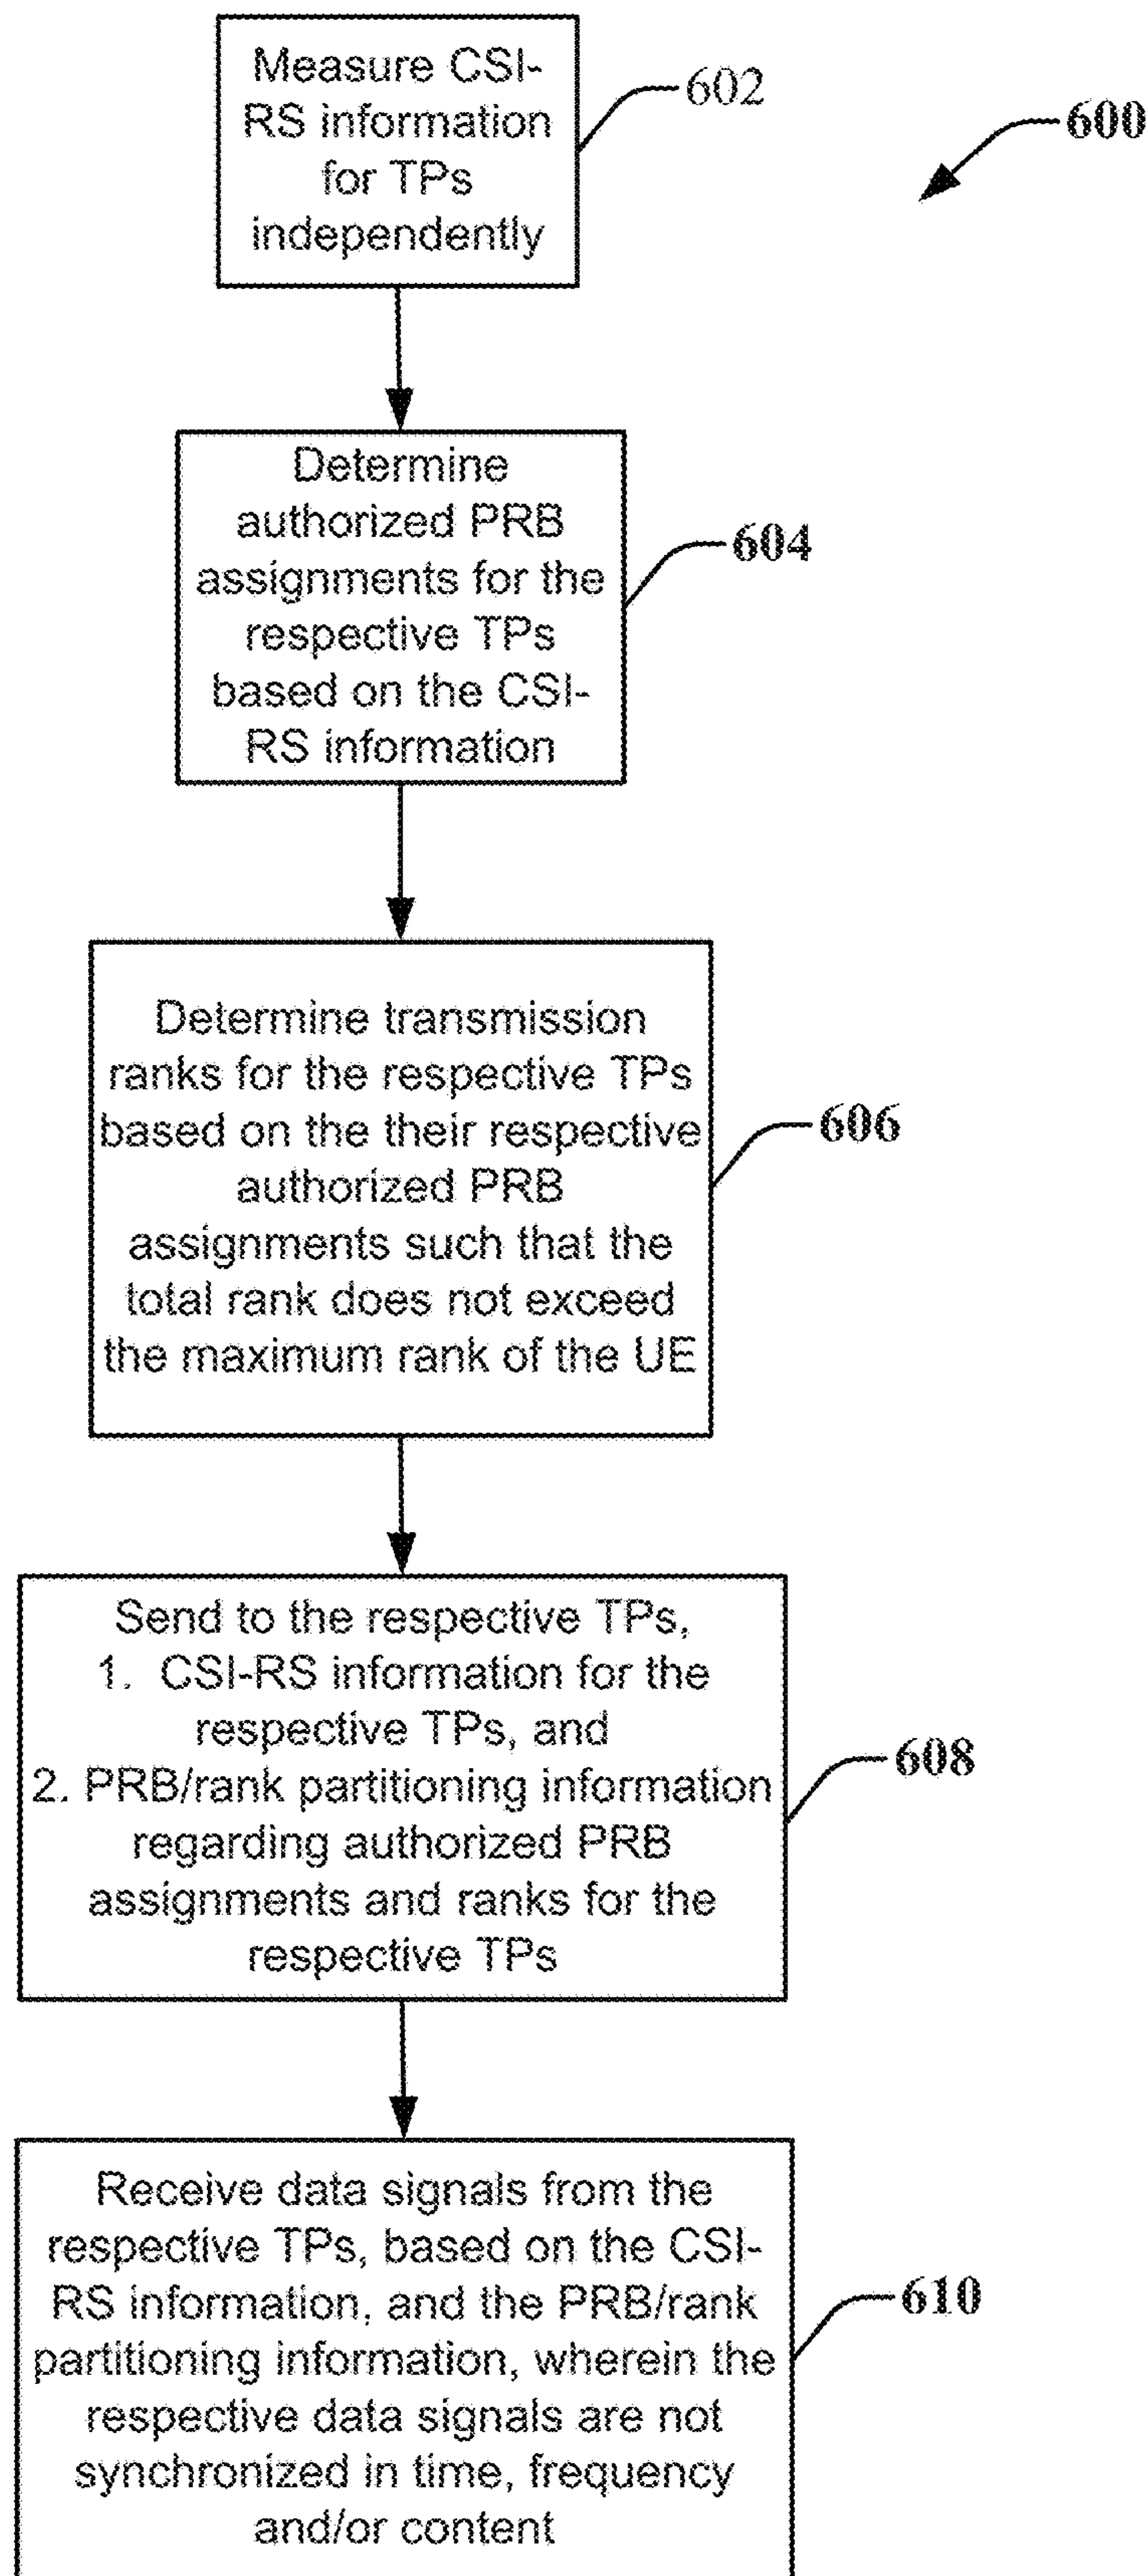 Measure CSI-
RS information
for TPs
independently
602
600
Determine
authorized PRB
assignments for the
respective TPs
based on the CSI-
RS information
604
Determine transmission
ranks for the respective TPs
based on the their respective
authorized PRB
assignments such that the
total rank does not exceed
the maximum rank of the UE
606
Send to the respective TPs,
1. CSI-RS information for the
respective TPs, and
2. PRB/rank partitioning information
regarding authorized PRB
assignments and ranks for the
respective TPs
608
Receive data signals from the
respective TPs, based on the CSI-
RS information, and the PRB/rank
partitioning information, wherein the
respective data signals are not
synchronized in time, frequency
and/or content
610